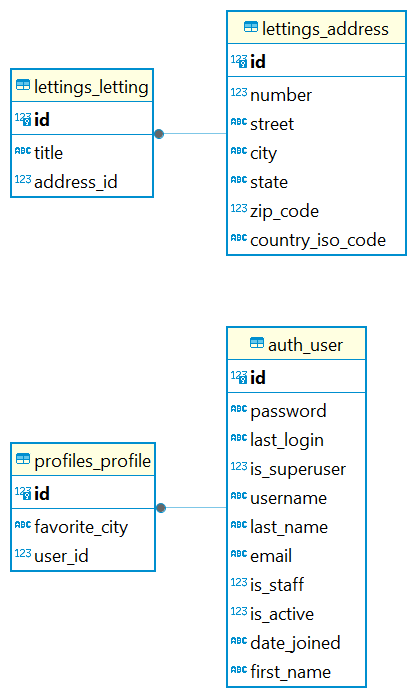 lettings_letting
123 id
ABC title
123 address_id
lettings_address
123 id
123 number
ABC street
ABC city
ABC state
123 zip_code
ABC country_iso_code
profiles_profile
123 id
ABC favorite_city
123 user_id
auth_user
123 id
ABC password
ABC last_login
123 is_superuser
ABC username
ABC last_name
ABC email
123 is_staff
123 is_active
ABC date_joined
ABC first_name